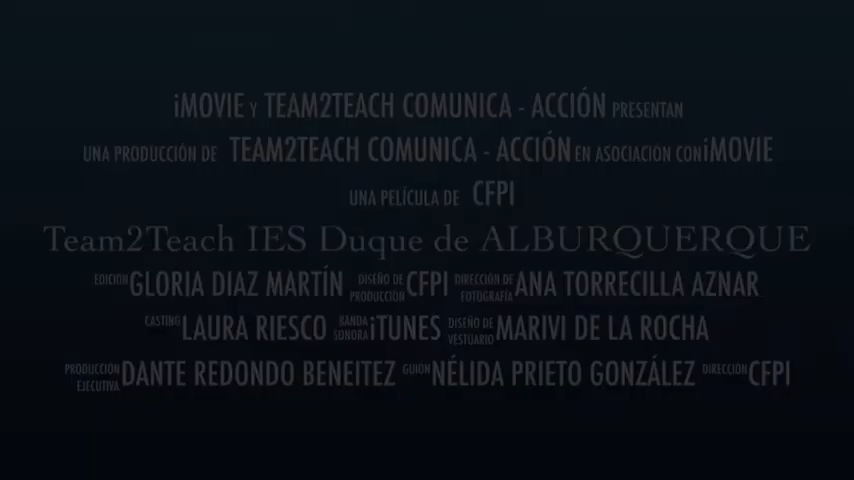 iMOVIE Y TEAM2TEACH COMUNICA - ACCIÓN PRESENTAN
UNA PRODUCCIÓN DE TEAM2TEACH COMUNICA - ACCIÓN EN ASOCIACIÓN CON iMOVIE
UNA PELÍCULA DE CFPI
Team2Teach IES Duque de ALBURQUERQUE
EDICIÓN GLORIA DIAZ MARTÍN DISEÑO DE PRODUCCIÓN CFPI DIRECCIÓN DE FOTOGRAFÍA ANA TORRECILLA AZNAR
CASTING LAURA RIESCO BANDA SONORA iTUNES DISEÑO DE VESTUARIO MARIVI DE LA ROCHA
PRODUCCIÓN EJECUTIVA DANTE REDONDO BENEITEZ GUIÓN NÉLIDA PRIETO GONZÁLEZ DIRECCIÓN CFPI